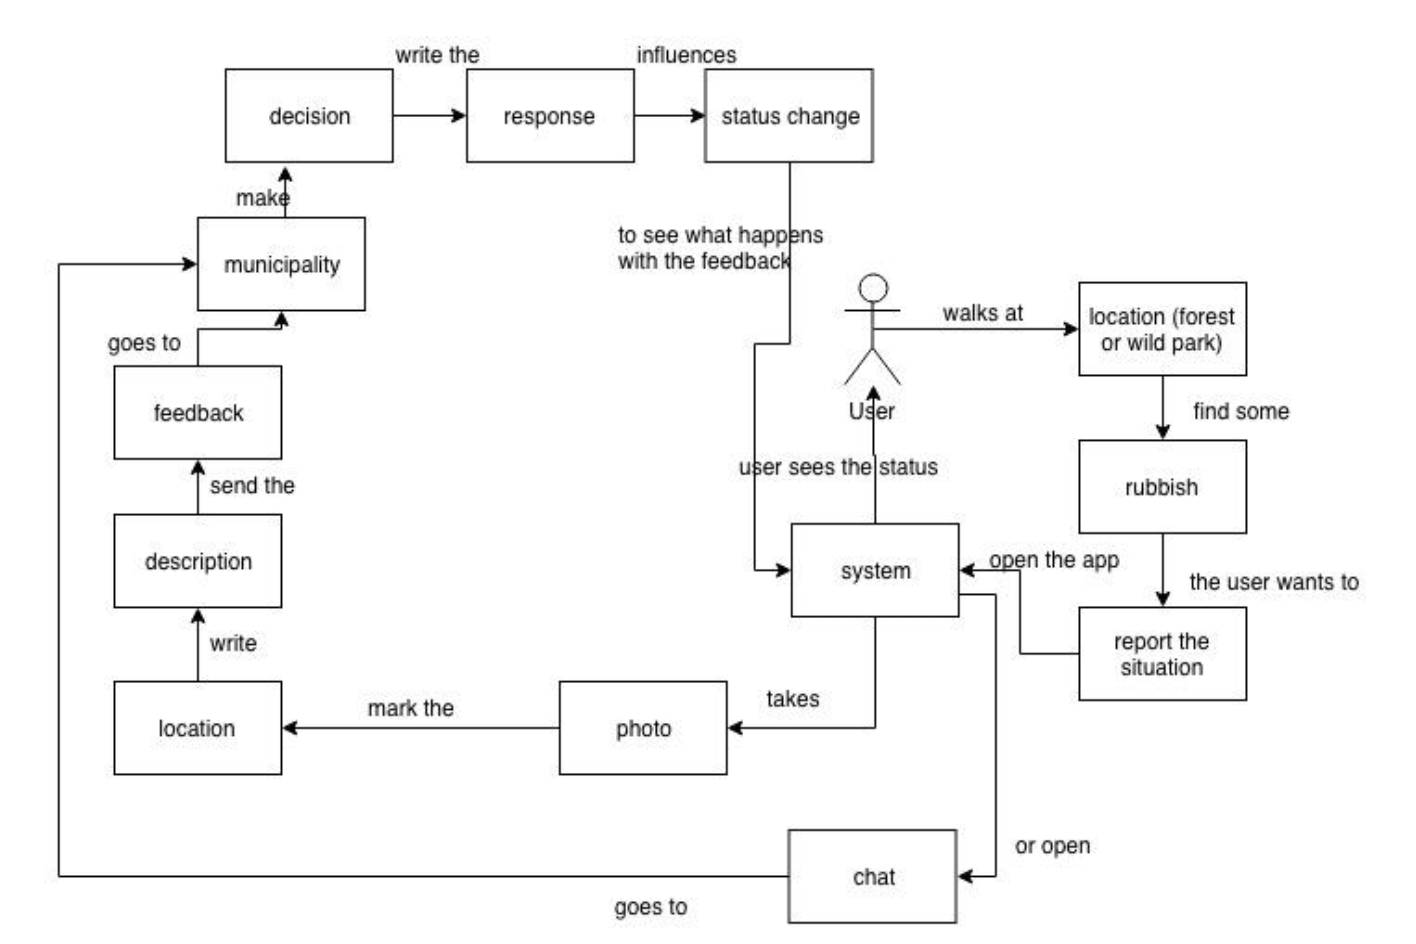 write the
influences
decision
response
status change
make
to see what happens
with the feedback
municipality
walks at
location (forest
or wild park)
goes to
feedback
User
find some
user sees the status
send the
rubbish
description
system
open the app
the user wants to
write
report the
situation
location
mark the
photo
takes
or open
chat
goes to